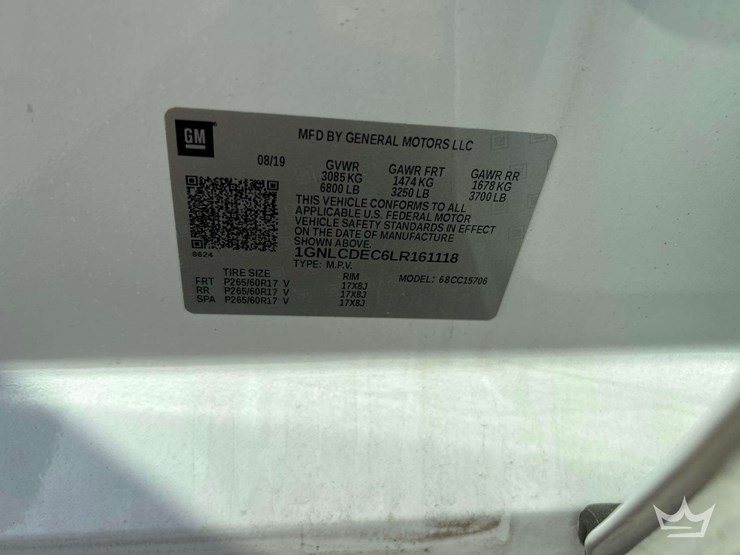 GM
MFD BY GENERAL MOTORS LLC
08/19 GVWR GAWR FRT GAWR RR
3085 KG 1474 KG 1678 KG
6800 LB 3250 LB 3700 LB
THIS VEHICLE CONFORMS TO ALL
APPLICABLE U.S. FEDERAL MOTOR
VEHICLE SAFETY STANDARDS IN EFFECT
ON THE DATE OF MANUFACTURE
SHOWN ABOVE.
8624
1GNLCDEC6LR161118
TYPE: M.P.V. MODEL: 68CC15706
TIRE SIZE RIM
FRT P265/60R17 V 17X8J
RR P265/60R17 V 17X8J
SPA P265/60R17 V 17X8J